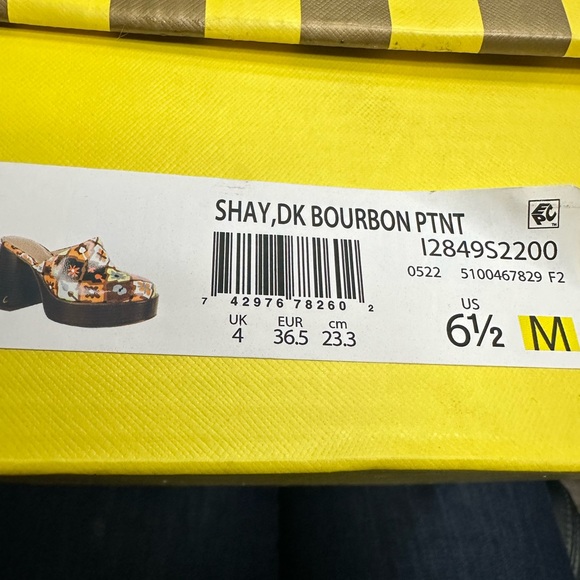 SHAY,DK BOURBON PTNT
I2849S2200
0522 5100467829 F2
7 42976 78260 2
UK EUR cm US
4 36.5 23.3 6½ M